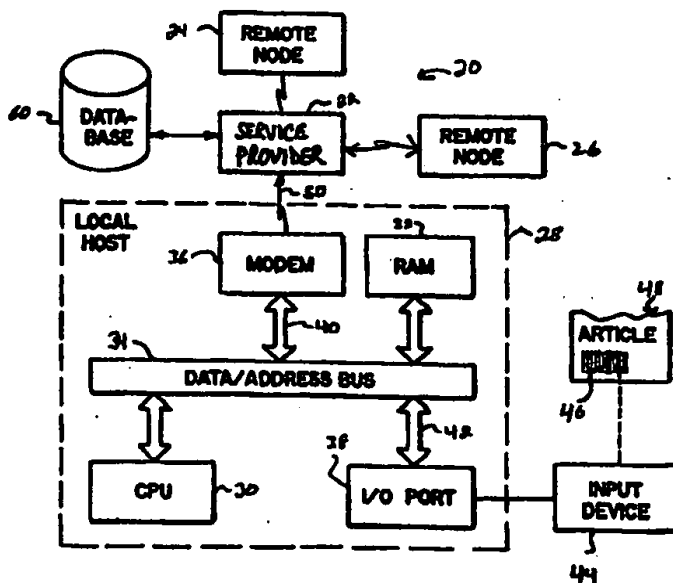 24
REMOTE
NODE
20
60
DATA-
BASE
22
SERVICE
PROVIDER
REMOTE
NODE
26
50
LOCAL
HOST
28
36
MODEM
32
RAM
40
48
ARTICLE
46
34
DATA/ADDRESS BUS
42
CPU
30
38
I/O PORT
INPUT
DEVICE
44